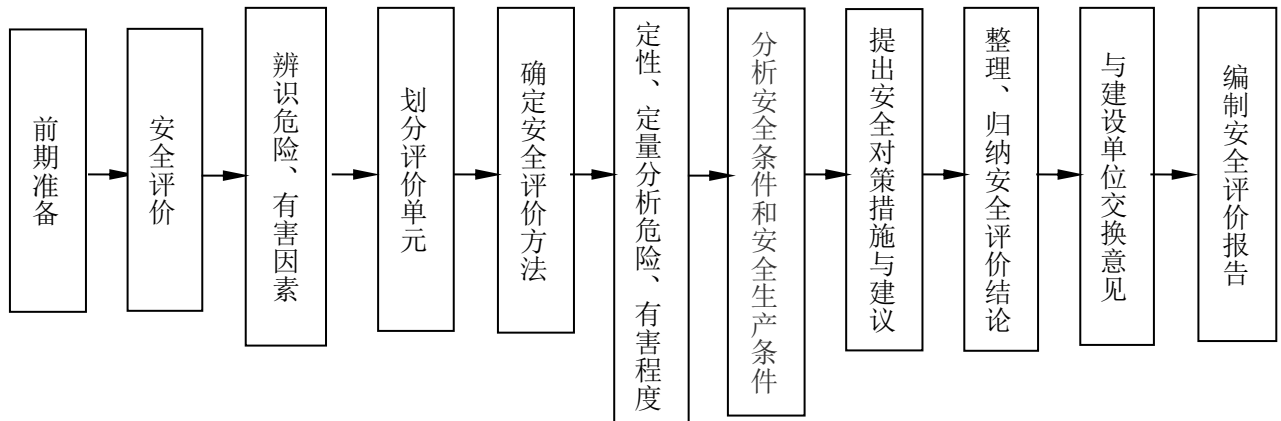 前期准备
安全评价
辨识危险、有害因素
划分评价单元
确定安全评价方法
定性、定量分析危险、有害程度
分析安全条件和安全生产条件
提出安全对策措施与建议
整理、归纳安全评价结论
与建设单位交换意见
编制安全评价报告